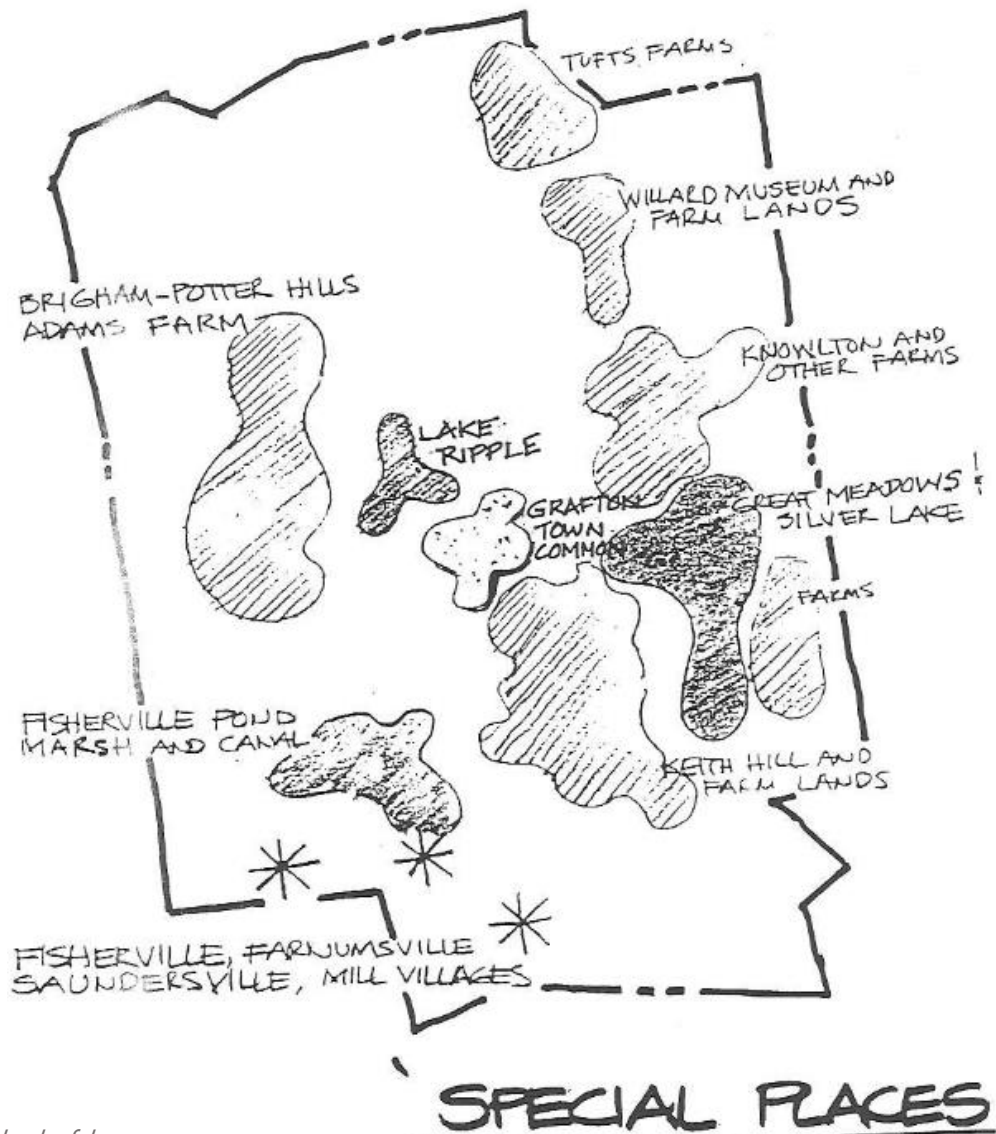 TUFTS FARMS
WILLARD MUSEUM AND
FARM LANDS
BRIGHAM-POTTER HILLS
ADAMS FARM
KNOWLTON AND
OTHER FARMS
LAKE
RIPPLE
GRAFTON
TOWN
COMMON
GREAT MEADOWS &
SILVER LAKE
FARMS
FISHERVILLE POND
MARSH AND CANAL
KEITH HILL AND
FARM LANDS
FISHERVILLE, FARNUMSVILLE
SAUNDERSVILLE, MILL VILLAGES
SPECIAL PLACES